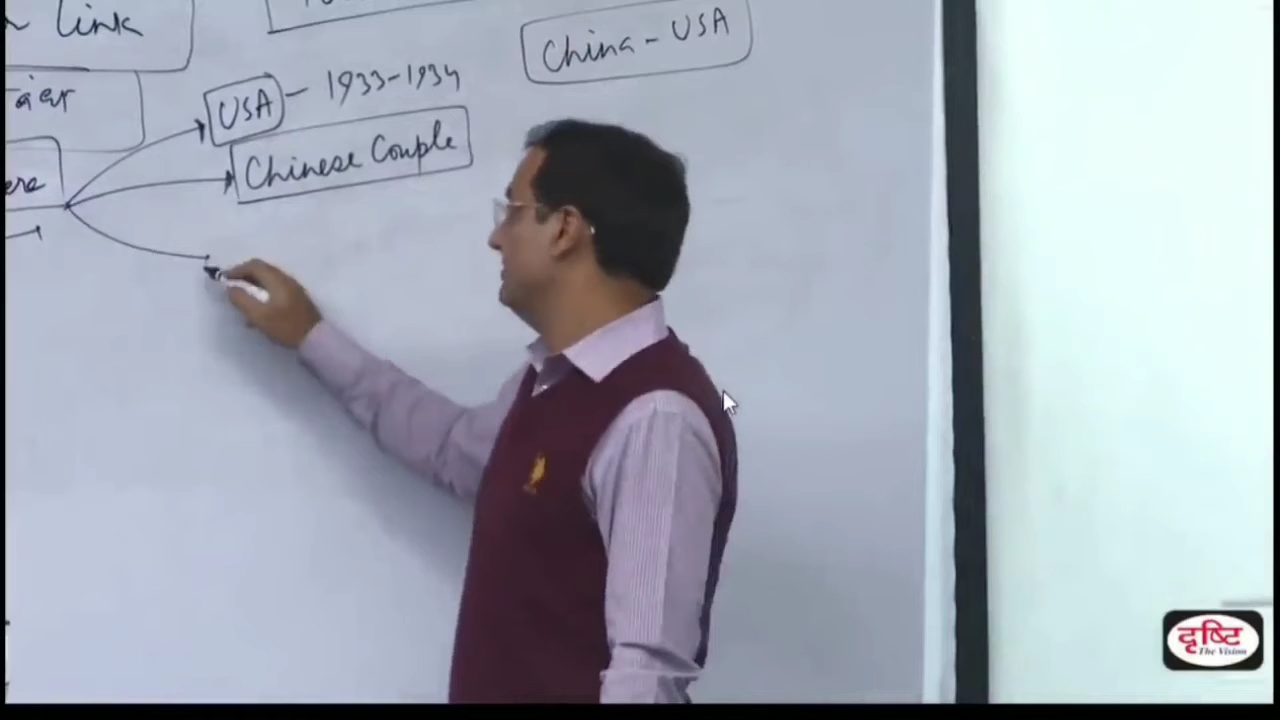 Link
China - USA
USA - 1933-1934
Chinese Couple
दृष्टि
The Vision